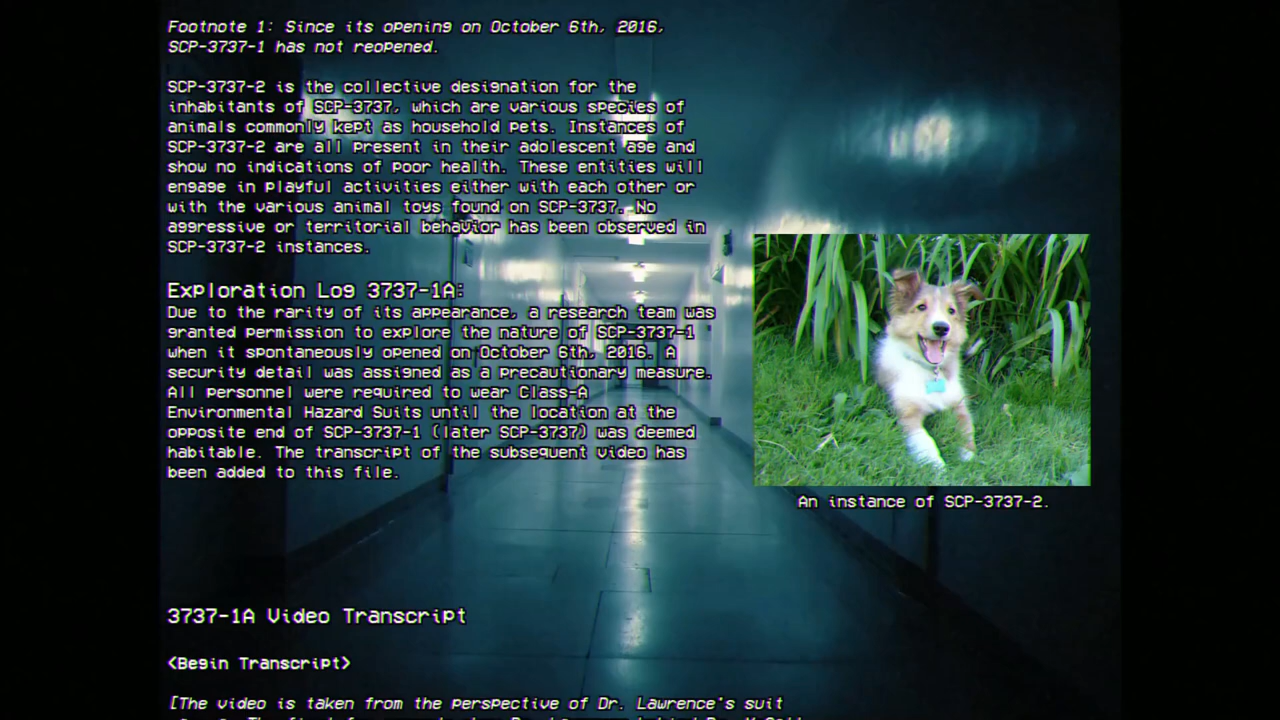 Footnote 1: Since its opening on October 6th, 2016,
SCP-3737-1 has not reopened.
SCP-3737-2 is the collective designation for the
inhabitants of SCP-3737, which are various species of
animals commonly kept as household pets. Instances of
SCP-3737-2 are all present in their adolescent age and
show no indications of poor health. These entities will
engage in playful activities either with each other or
with the various animal toys found on SCP-3737. No
aggressive or territorial behavior has been observed in
SCP-3737-2 instances.
Exploration Log 3737-1A:
Due to the rarity of its appearance, a research team was
granted permission to explore the nature of SCP-3737-1
when it spontaneously opened on October 6th, 2016. A
security detail was assigned as a precautionary measure.
All personnel were required to wear Class-A
Environmental Hazard Suits until the location at the
opposite end of SCP-3737-1 (later SCP-3737) was deemed
habitable. The transcript of the subsequent video has
been added to this file.
An instance of SCP-3737-2.
3737-1A Video Transcript
<Begin Transcript>
[The video is taken from the perspective of Dr. Lawrence's suit